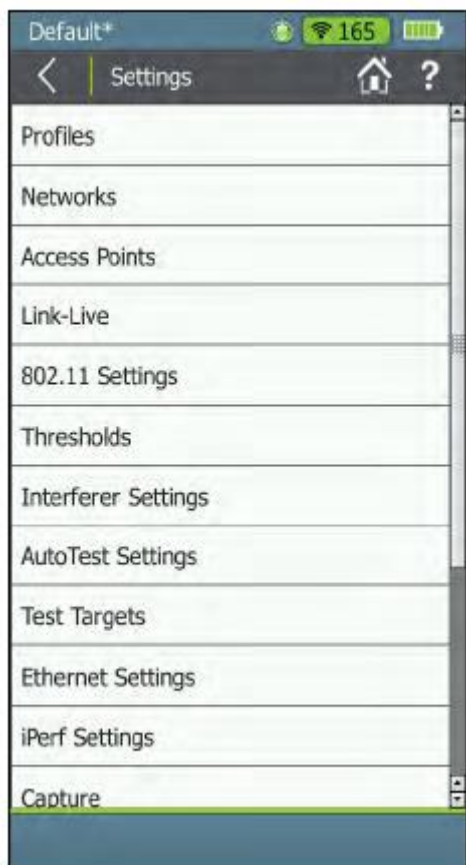 Default* 165
Settings ?
Profiles
Networks
Access Points
Link-Live
802.11 Settings
Thresholds
Interferer Settings
AutoTest Settings
Test Targets
Ethernet Settings
iPerf Settings
Capture